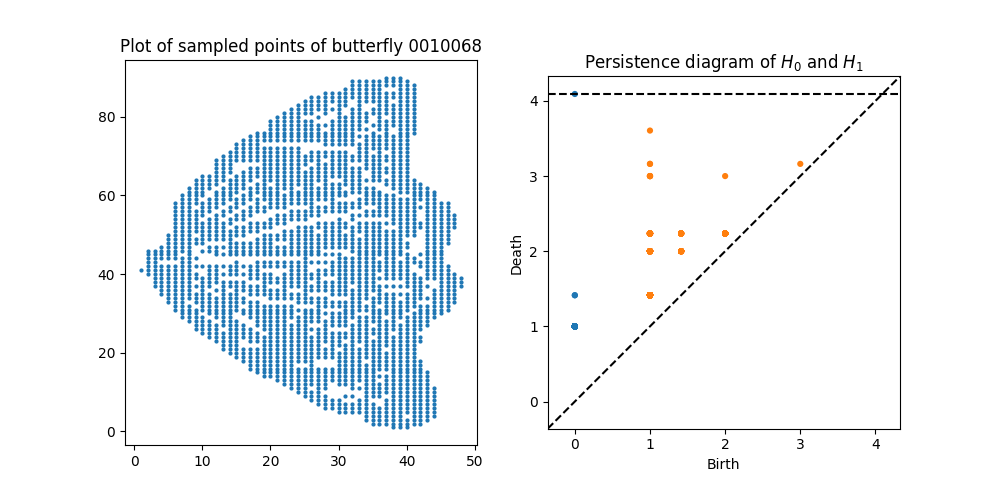 Plot of sampled points of butterfly 0010068
80
60
40
20
0
0 10 20 30 40 50
Persistence diagram of H₀ and H₁
4
3
2
1
0
Death
0 1 2 3 4
Birth